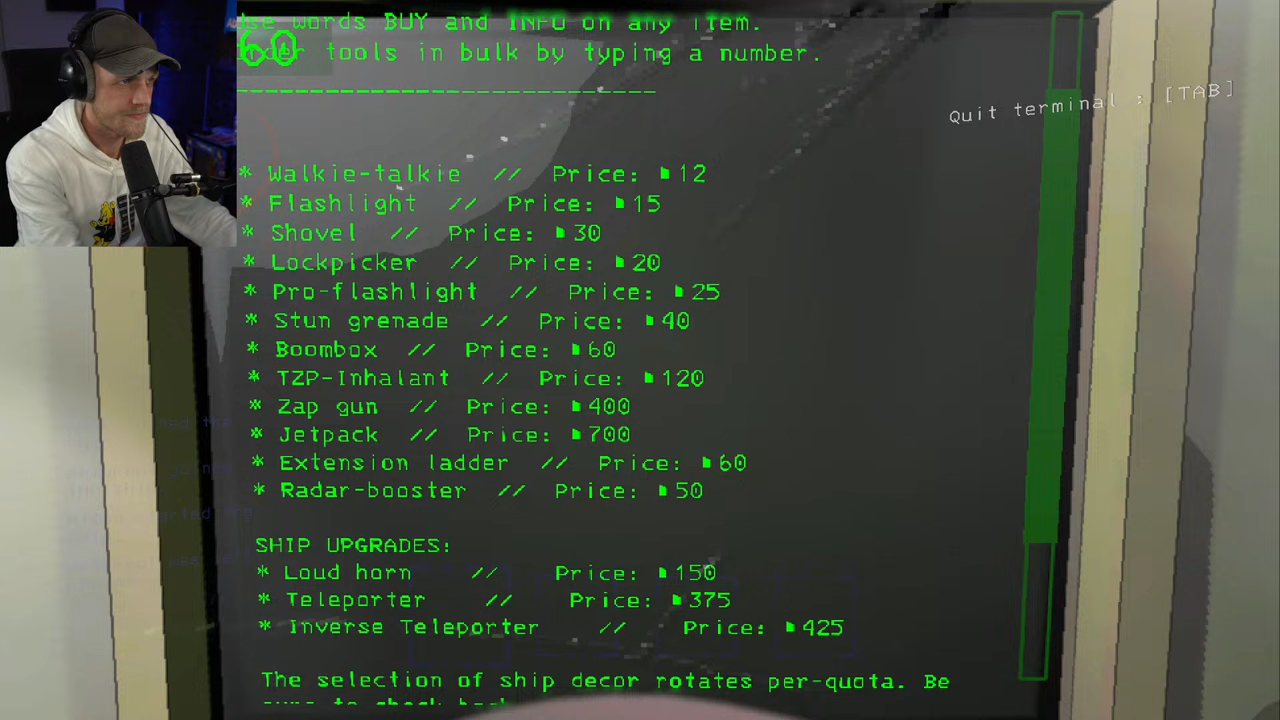 words BUY and INFO on any item.
60
tools in bulk by typing a number.
Quit terminal : [TAB]
* Walkie-talkie // Price: 12
* Flashlight // Price: 15
* Shovel // Price: 30
* Lockpicker // Price: 20
* Pro-flashlight // Price: 25
* Stun grenade // Price: 40
* Boombox // Price: 60
* TZP-Inhalant // Price: 120
* Zap gun // Price: 400
* Jetpack // Price: 700
* Extension ladder // Price: 60
* Radar-booster // Price: 50
SHIP UPGRADES:
* Loud horn // Price: 150
* Teleporter // Price: 375
* Inverse Teleporter // Price: 425
The selection of ship decor rotates per-quota. Be